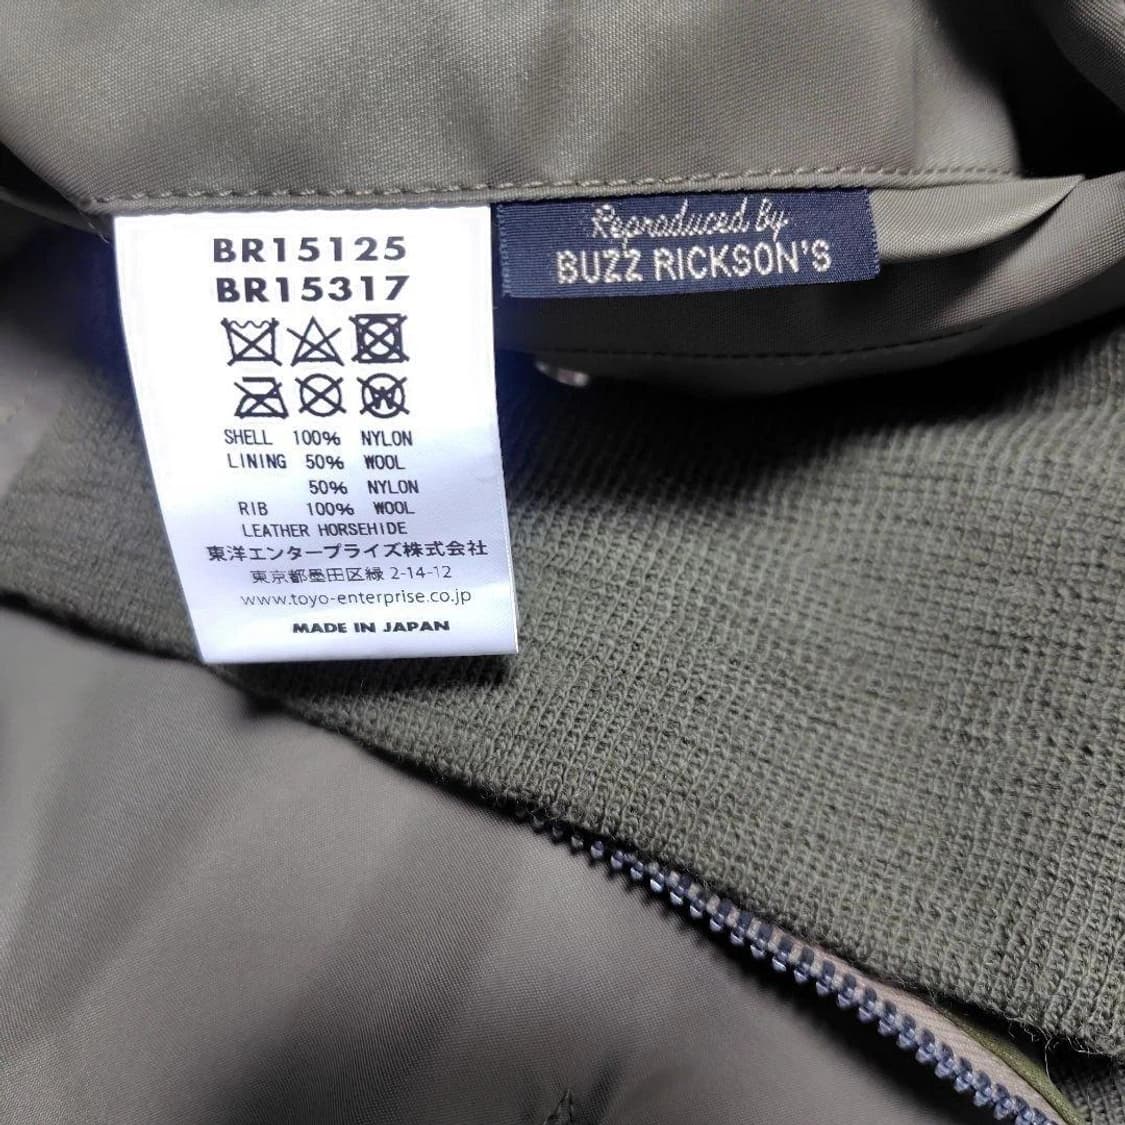 BR15125
BR15317
SHELL 100% NYLON
LINING 50% WOOL
50% NYLON
RIB 100% WOOL
LEATHER HORSEHIDE
東洋エンタープライズ株式会社
東京都墨田区緑 2-14-12
www.toyo-enterprise.co.jp
MADE IN JAPAN
Reproduced By
BUZZ RICKSON'S